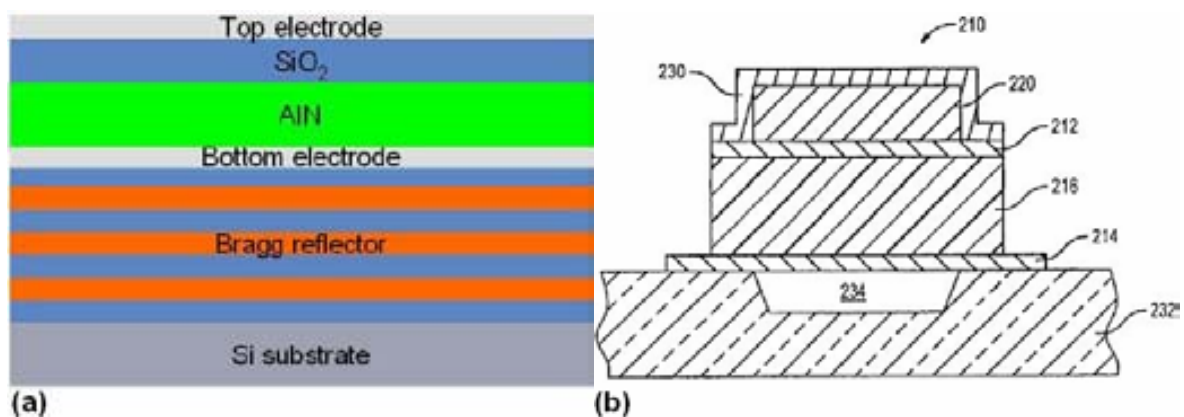 Top electrode
SiO₂
AlN
Bottom electrode
Bragg reflector
Si substrate
(a)
210
230
220
212
216
214
234
232
(b)